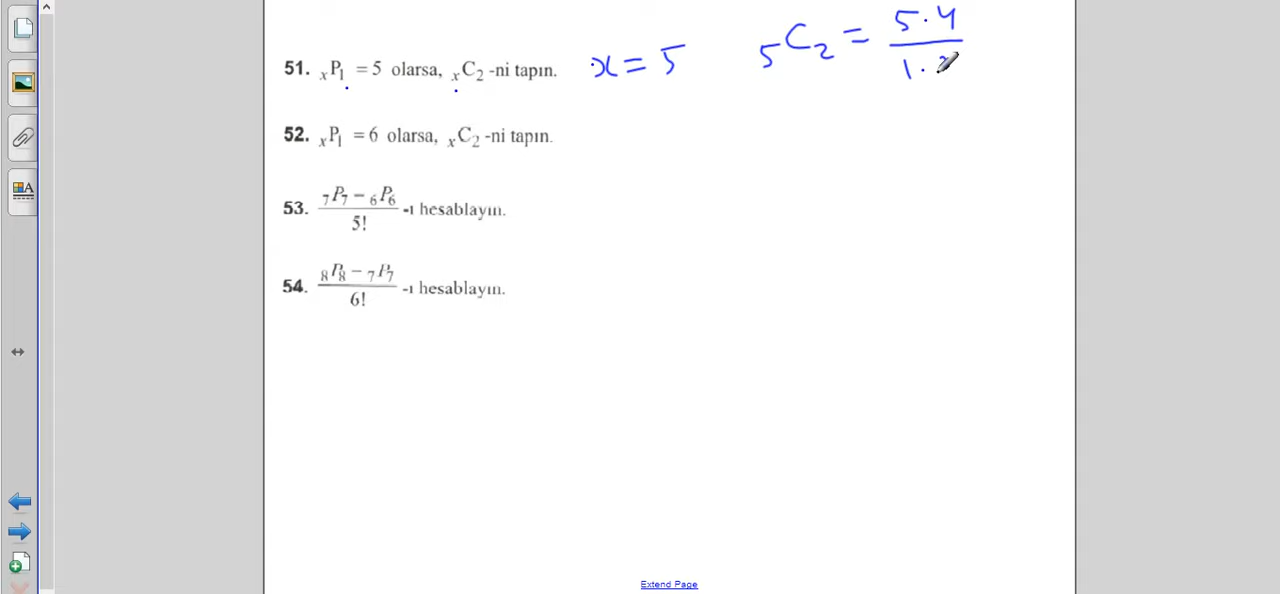 51. ₓP₁ = 5 olarsa, ₓC₂ -ni tapın. x = 5 ₅C₂ = 5·4 / 1·
52. ₓP₁ = 6 olarsa, ₓC₂ -ni tapın.
53. ₇P₇ − ₆P₆ / 5! -ı hesablayın.
54. ₈P₈ − ₇P₇ / 6! -ı hesablayın.
Extend Page